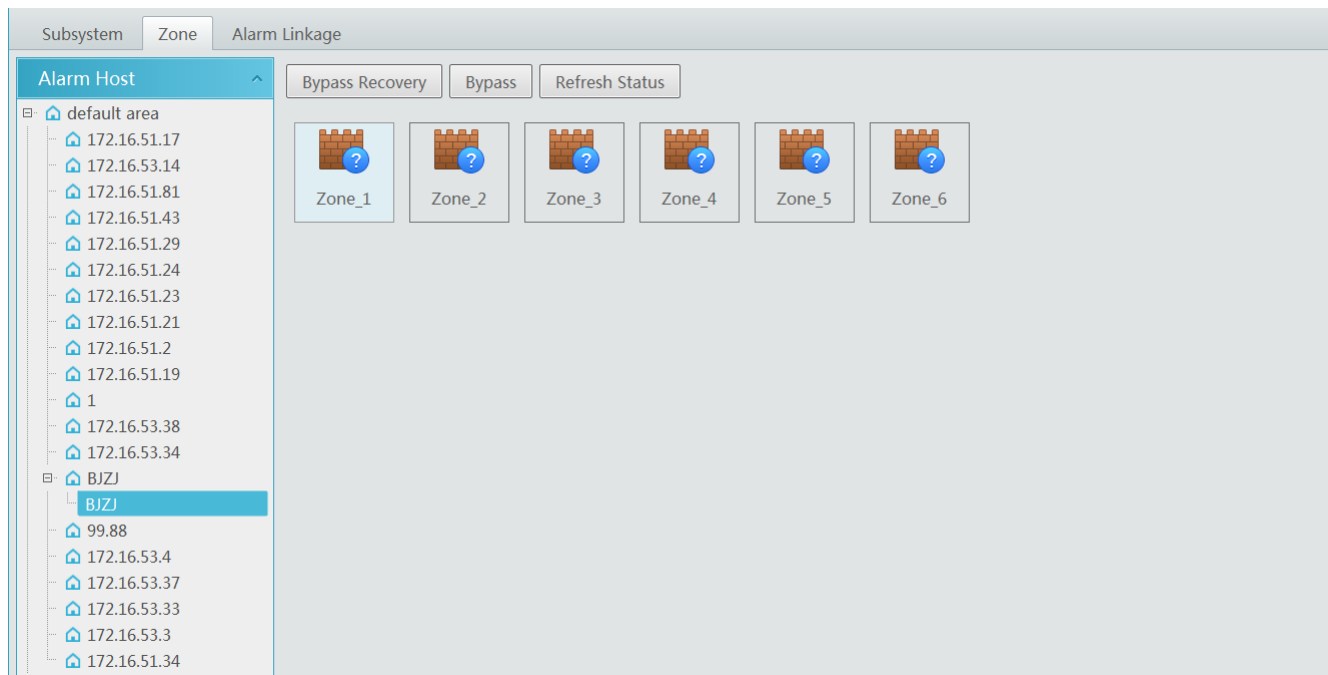 Subsystem Zone Alarm Linkage
Alarm Host
Bypass Recovery Bypass Refresh Status
default area
172.16.51.17
172.16.53.14
172.16.51.81
172.16.51.43
172.16.51.29
172.16.51.24
172.16.51.23
172.16.51.21
172.16.51.2
172.16.51.19
1
172.16.53.38
172.16.53.34
BJZJ
BJZJ
99.88
172.16.53.4
172.16.53.37
172.16.53.33
172.16.53.3
172.16.51.34
? ? ? ? ? ?
Zone_1 Zone_2 Zone_3 Zone_4 Zone_5 Zone_6